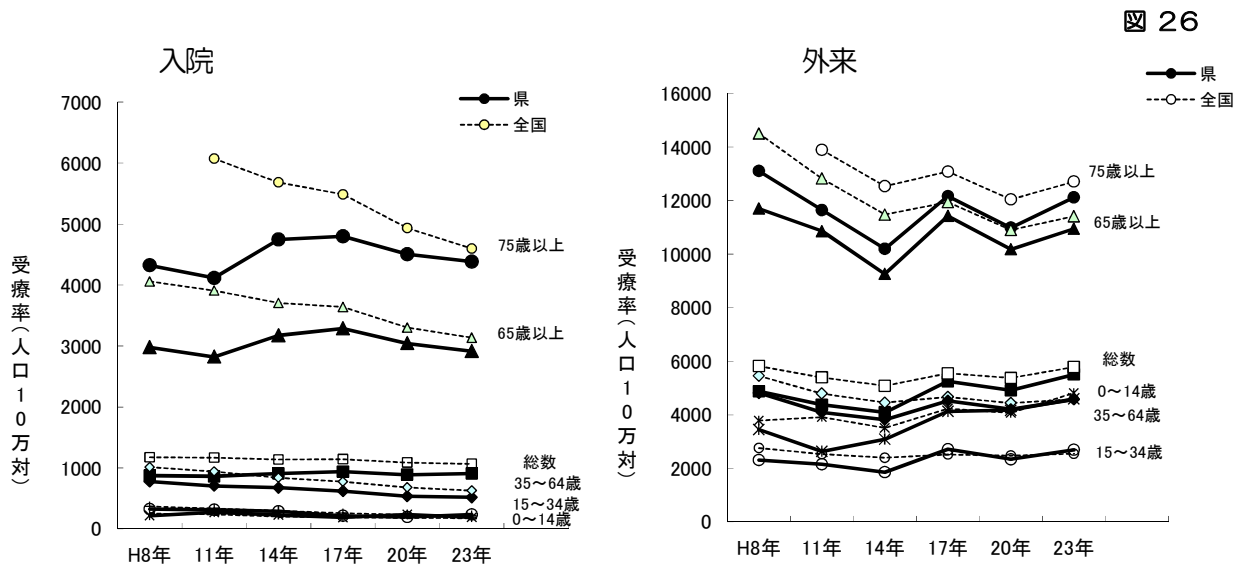 図 26
入院
県
全国
受療率(人口10万対)
7000
6000
5000
4000
3000
2000
1000
0
75歳以上
65歳以上
総数
35～64歳
15～34歳
0～14歳
H8年 11年 14年 17年 20年 23年
外来
県
全国
受療率(人口10万対)
16000
14000
12000
10000
8000
6000
4000
2000
0
75歳以上
65歳以上
総数
0～14歳
35～64歳
15～34歳
H8年 11年 14年 17年 20年 23年